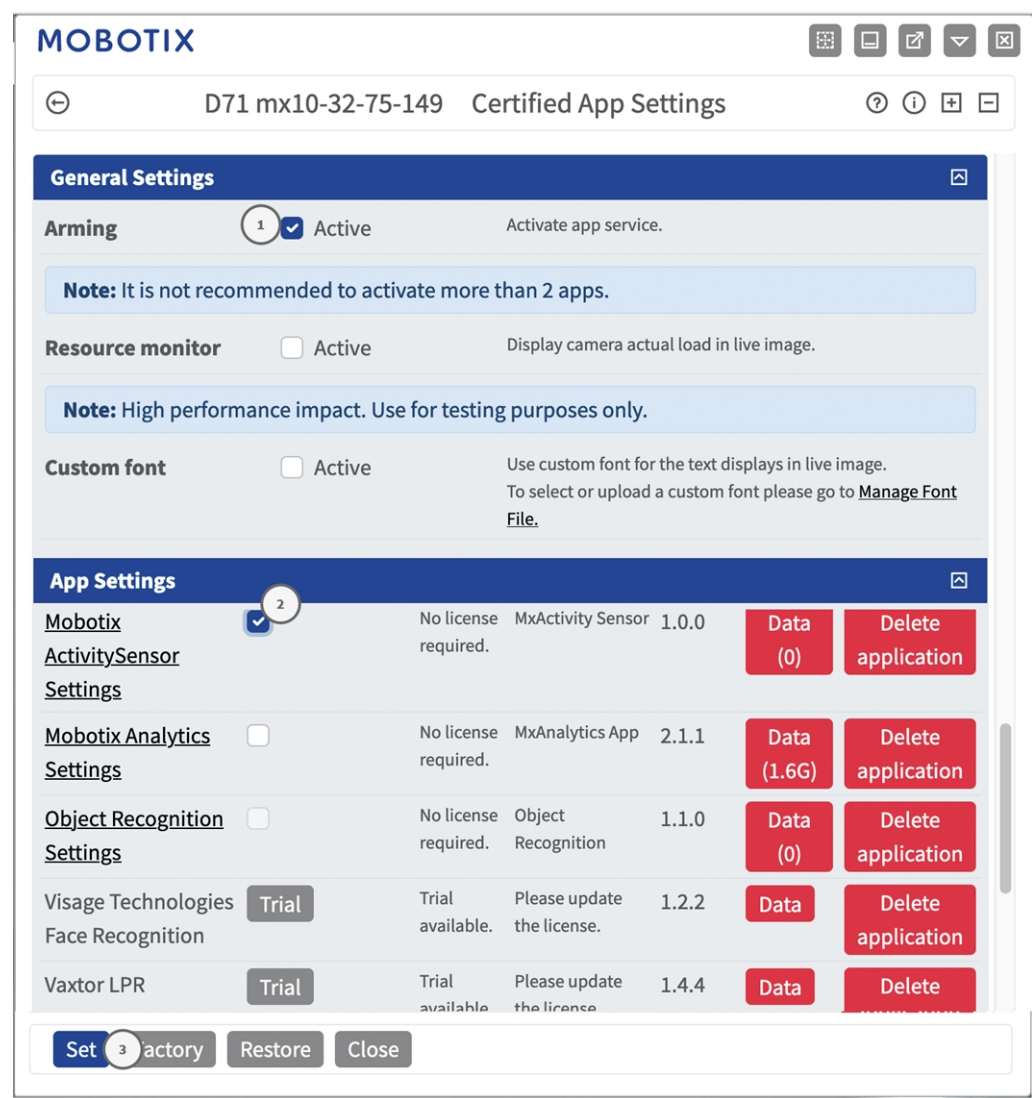 MOBOTIX
D71 mx10-32-75-149 Certified App Settings
General Settings
Arming 1 Active Activate app service.
Note: It is not recommended to activate more than 2 apps.
Resource monitor Active Display camera actual load in live image.
Note: High performance impact. Use for testing purposes only.
Custom font Active Use custom font for the text displays in live image.
To select or upload a custom font please go to Manage Font
File.
App Settings
2
Mobotix No license MxActivity Sensor 1.0.0 Data Delete
ActivitySensor required. (0) application
Settings
Mobotix Analytics No license MxAnalytics App 2.1.1 Data Delete
Settings required. (1.6G) application
Object Recognition No license Object 1.1.0 Data Delete
Settings required. Recognition (0) application
Visage Technologies Trial Trial Please update 1.2.2 Data Delete
Face Recognition available. the license. application
Vaxtor LPR Trial Trial Please update 1.4.4 Data Delete
available the license
Set 3 actory Restore Close